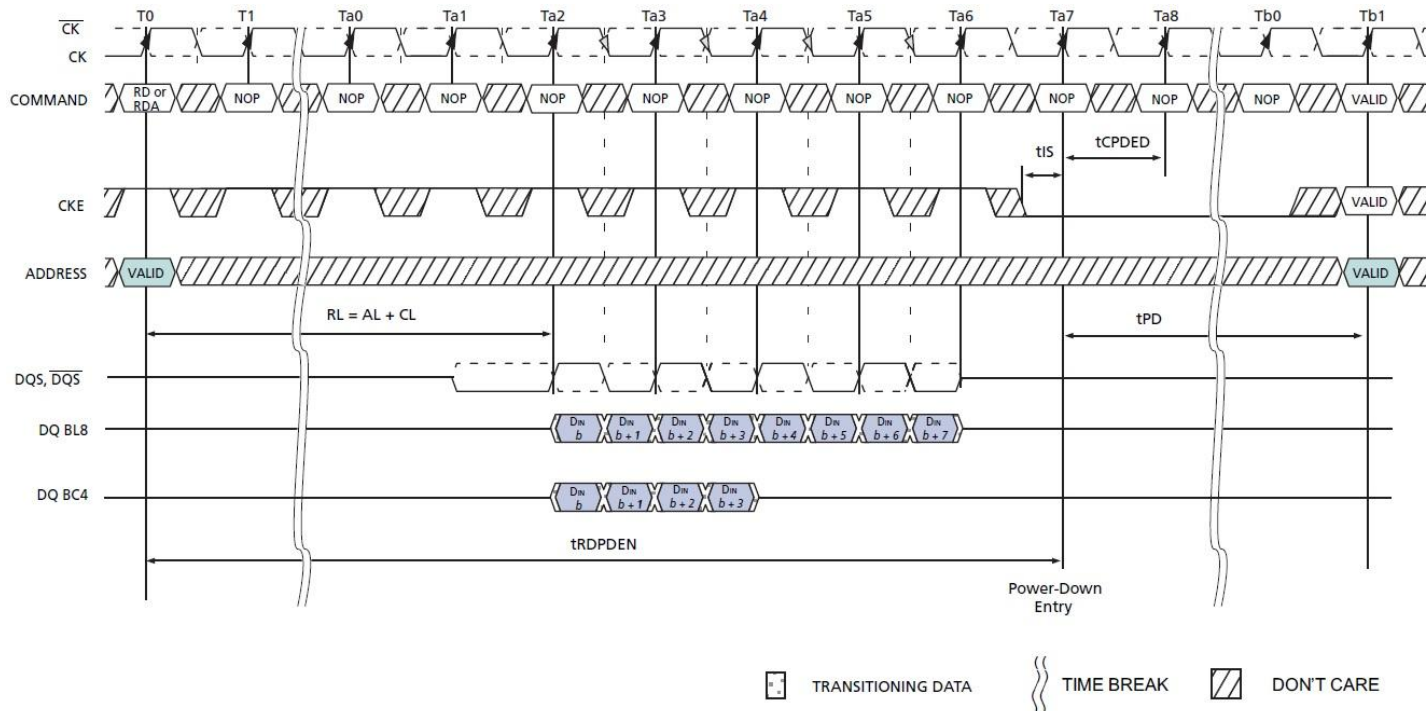 T0 T1 Ta0 Ta1 Ta2 Ta3 Ta4 Ta5 Ta6 Ta7 Ta8 Tb0 Tb1
CK
CK
COMMAND RD or RDA NOP NOP NOP NOP NOP NOP NOP NOP NOP NOP NOP VALID
tIS tCPDED
CKE VALID
ADDRESS VALID VALID
RL = AL + CL tPD
DQS, DQS
DQ BL8 DIN b DIN b + 1 DIN b + 2 DIN b + 3 DIN b + 4 DIN b + 5 DIN b + 6 DIN b + 7
DQ BC4 DIN b DIN b + 1 DIN b + 2 DIN b + 3
tRDPDEN
Power-Down
Entry
TRANSITIONING DATA TIME BREAK DON'T CARE